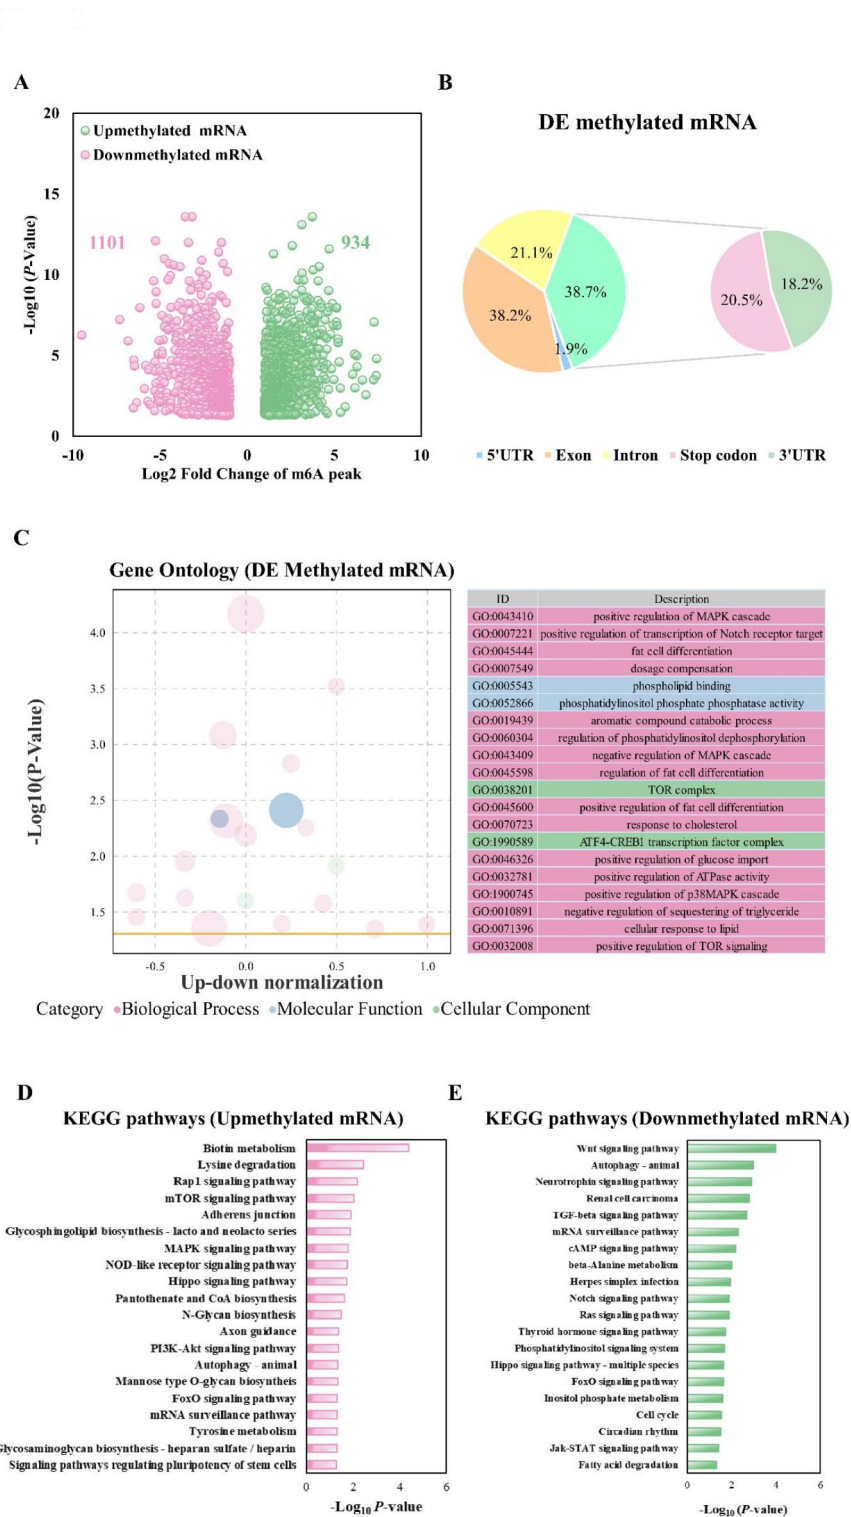 A
B
20
Upmethylated mRNA
Downmethylated mRNA
15
1101
934
10
5
0
-Log10 (P-Value)
-10
-5
0
5
10
Log2 Fold Change of m6A peak
DE methylated mRNA
21.1%
38.7%
38.2%
1.9%
20.5%
18.2%
5'UTR Exon Intron Stop codon 3'UTR
C
Gene Ontology (DE Methylated mRNA)
4.0
3.5
3.0
2.5
2.0
1.5
-Log10(P-Value)
-0.5
0.0
0.5
1.0
Up-down normalization
Category Biological Process Molecular Function Cellular Component
ID Description
GO:0043410 positive regulation of MAPK cascade
GO:0007221 positive regulation of transcription of Notch receptor target
GO:0045444 fat cell differentiation
GO:0007549 dosage compensation
GO:0005543 phospholipid binding
GO:0052866 phosphatidylinositol phosphate phosphatase activity
GO:0019439 aromatic compound catabolic process
GO:0060304 regulation of phosphatidylinositol dephosphorylation
GO:0043409 negative regulation of MAPK cascade
GO:0045598 regulation of fat cell differentiation
GO:0038201 TOR complex
GO:0045600 positive regulation of fat cell differentiation
GO:0070723 response to cholesterol
GO:1990589 ATF4-CREB1 transcription factor complex
GO:0046326 positive regulation of glucose import
GO:0032781 positive regulation of ATPase activity
GO:1900745 positive regulation of p38MAPK cascade
GO:0010891 negative regulation of sequestering of triglyceride
GO:0071396 cellular response to lipid
GO:0032008 positive regulation of TOR signaling
D
KEGG pathways (Upmethylated mRNA)
Biotin metabolism
Lysine degradation
Rap1 signaling pathway
mTOR signaling pathway
Adherens junction
Glycosphingolipid biosynthesis - lacto and neolacto series
MAPK signaling pathway
NOD-like receptor signaling pathway
Hippo signaling pathway
Pantothenate and CoA biosynthesis
N-Glycan biosynthesis
Axon guidance
PI3K-Akt signaling pathway
Autophagy - animal
Mannose type O-glycan biosyntheis
FoxO signaling pathway
mRNA surveillance pathway
Tyrosine metabolism
Glycosaminoglycan biosynthesis - heparan sulfate / heparin
Signaling pathways regulating pluripotency of stem cells
0
2
4
6
-Log10 P-value
E
KEGG pathways (Downmethylated mRNA)
Wnt signaling pathway
Autophagy - animal
Neurotrophin signaling pathway
Renal cell carcinoma
TGF-beta signaling pathway
mRNA surveillance pathway
cAMP signaling pathway
beta-Alanine metabolism
Herpes simplex infection
Notch signaling pathway
Ras signaling pathway
Thyroid hormone signaling pathway
Phosphatidylinositol signaling system
Hippo signaling pathway - multiple species
FoxO signaling pathway
Inositol phosphate metabolism
Cell cycle
Circadian rhythm
Jak-STAT signaling pathway
Fatty acid degradation
0
2
4
6
-Log10 (P-value)